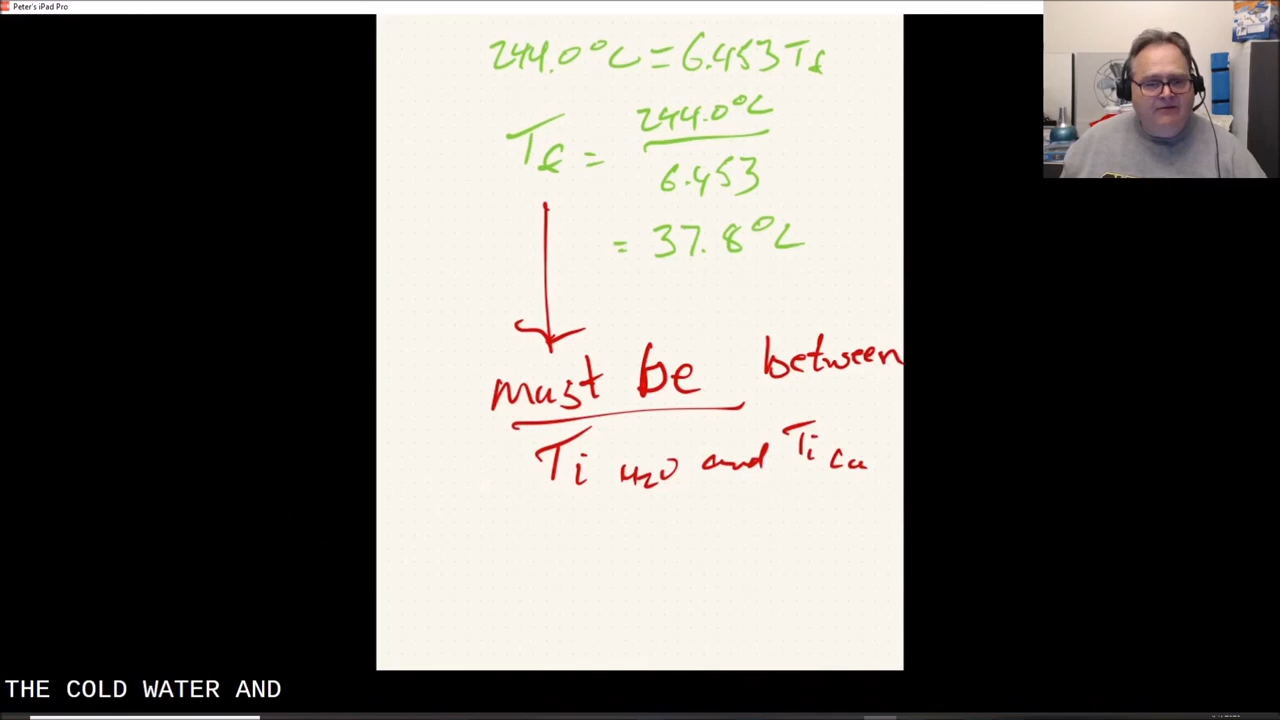 Peter's iPad Pro
244.0°C = 6.453 Tf
Tf = 244.0°C / 6.453
= 37.8°C
must be between
Ti H2O and Ti Cu
THE COLD WATER AND